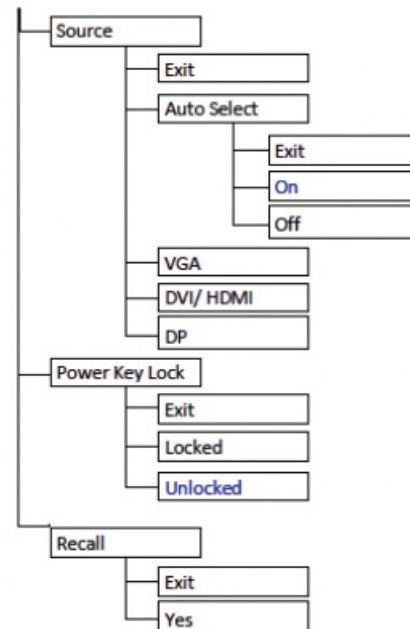 Source
Exit
Auto Select
Exit
On
Off
VGA
DVI/ HDMI
DP
Power Key Lock
Exit
Locked
Unlocked
Recall
Exit
Yes